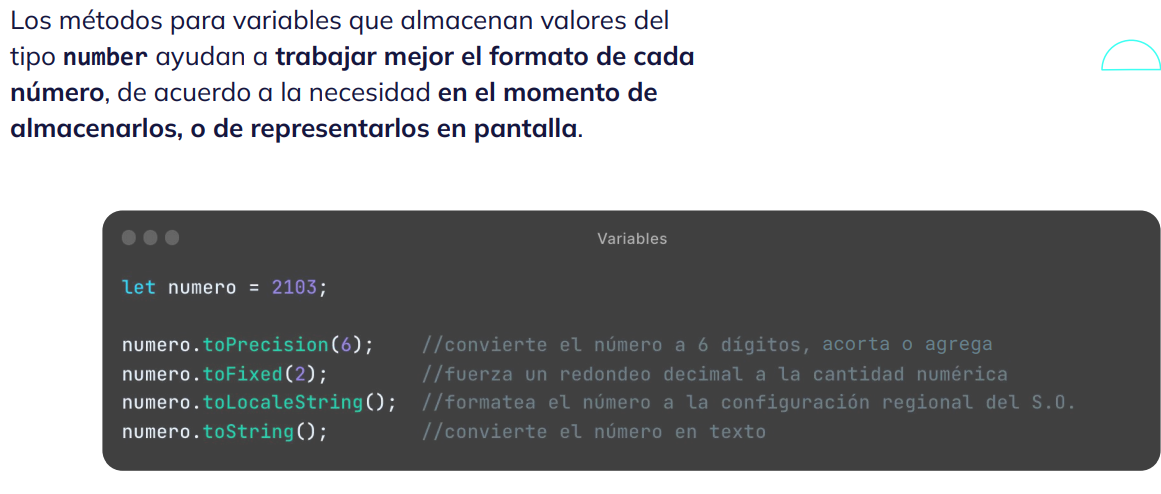 Los métodos para variables que almacenan valores del
tipo number ayudan a trabajar mejor el formato de cada
número, de acuerdo a la necesidad en el momento de
almacenarlos, o de representarlos en pantalla.
Variables
let numero = 2103;
numero.toPrecision(6);    //convierte el número a 6 dígitos, acorta o agrega
numero.toFixed(2);        //fuerza un redondeo decimal a la cantidad numérica
numero.toLocaleString();  //formatea el número a la configuración regional del S.O.
numero.toString();        //convierte el número en texto